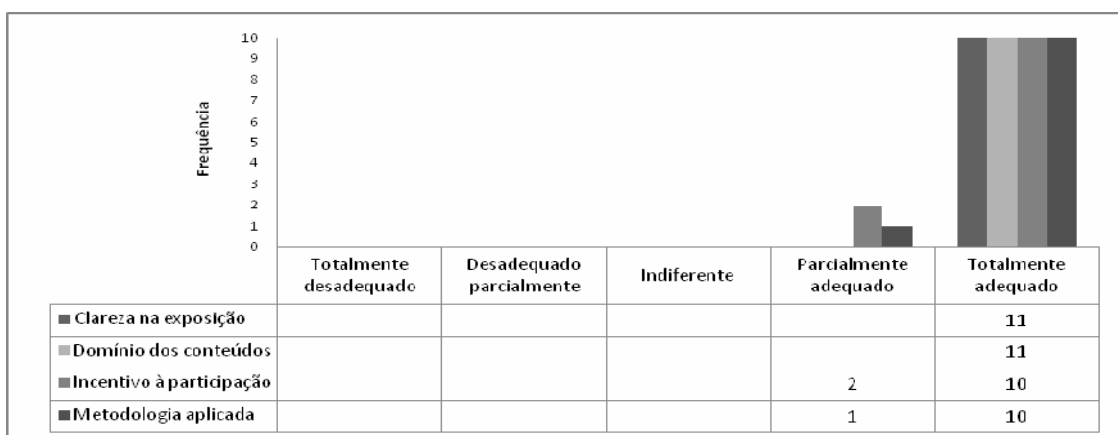 10
9
8
7
6
5
4
3
2
1
0
Frequência
Totalmente desadequado
Desadequado parcialmente
Indiferente
Parcialmente adequado
Totalmente adequado
Clareza na exposição 11
Domínio dos conteúdos 11
Incentivo à participação 2 10
Metodologia aplicada 1 10